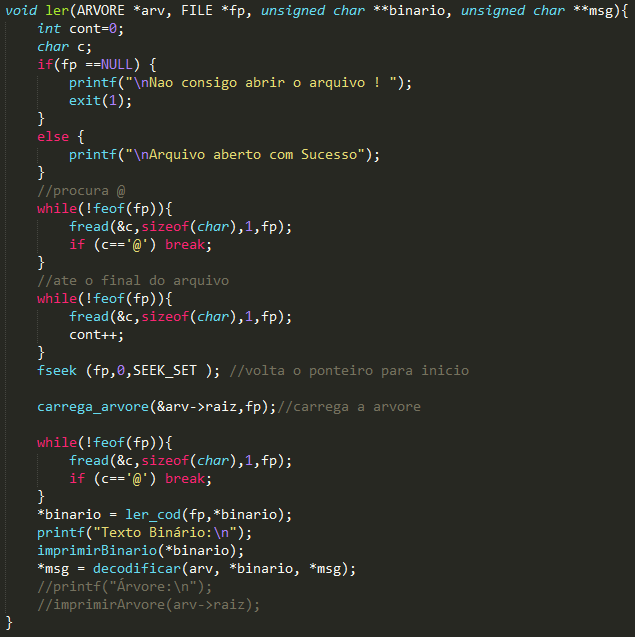 void ler(ARVORE *arv, FILE *fp, unsigned char **binario, unsigned char **msg){
    int cont=0;
    char c;
    if(fp ==NULL) {
        printf("\nNao consigo abrir o arquivo ! ");
        exit(1);
    }
    else {
        printf("\nArquivo aberto com Sucesso");
    }
    //procura @
    while(!feof(fp)){
        fread(&c,sizeof(char),1,fp);
        if (c=='@') break;
    }
    //ate o final do arquivo
    while(!feof(fp)){
        fread(&c,sizeof(char),1,fp);
        cont++;
    }
    fseek (fp,0,SEEK_SET ); //volta o ponteiro para inicio

    carrega_arvore(&arv->raiz,fp);//carrega a arvore

    while(!feof(fp)){
        fread(&c,sizeof(char),1,fp);
        if (c=='@') break;
    }
    *binario = ler_cod(fp,*binario);
    printf("Texto Binário:\n");
    imprimirBinario(*binario);
    *msg = decodificar(arv, *binario, *msg);
    //printf("Árvore:\n");
    //imprimirArvore(arv->raiz);
}